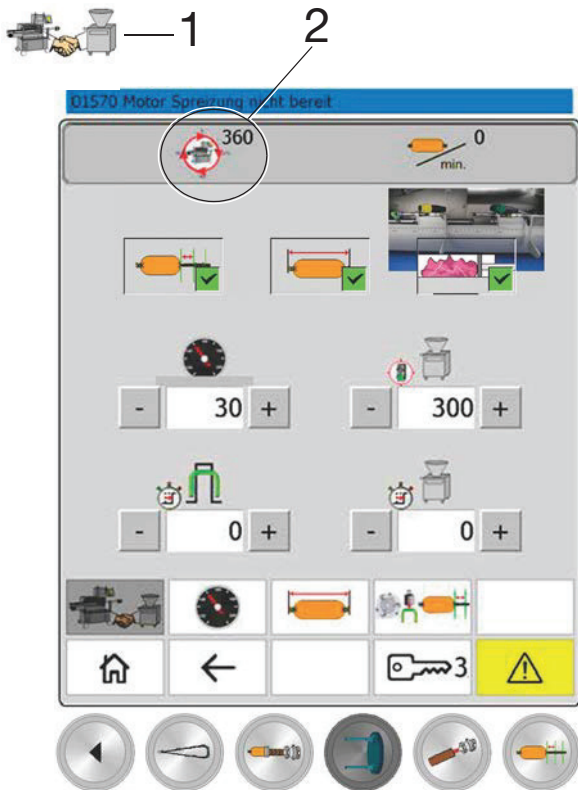 1
2
01570 Motor Spreizung nicht bereit
360
0
min.
- 30 +
- 300 +
- 0 +
- 0 +
3